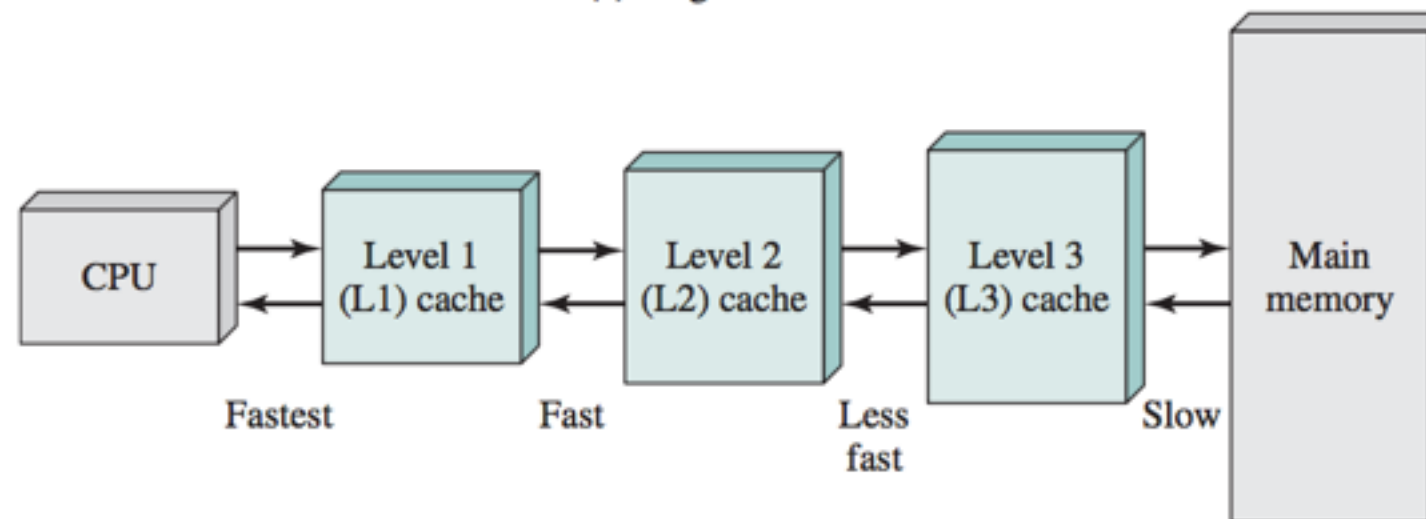 CPU
Level 1
(L1) cache
Level 2
(L2) cache
Level 3
(L3) cache
Main
memory
Fastest
Fast
Less
fast
Slow